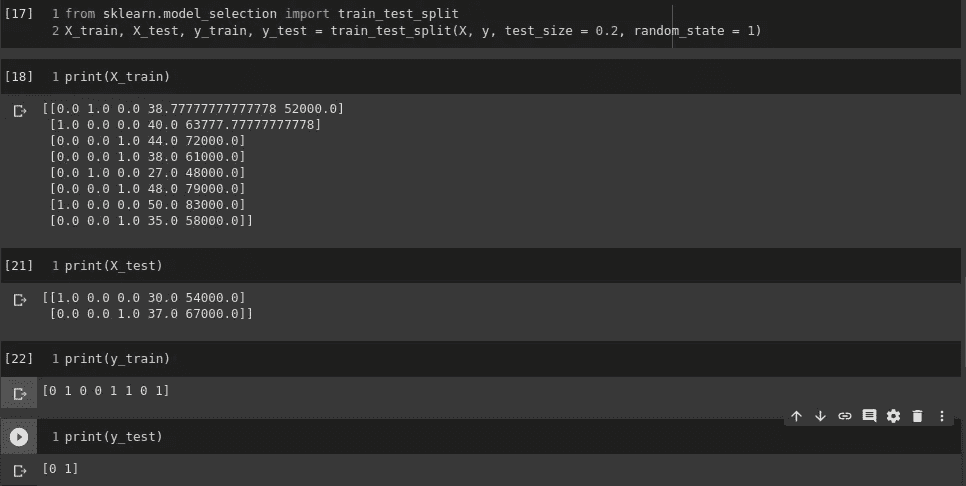 [17] 1 from sklearn.model_selection import train_test_split
2 X_train, X_test, y_train, y_test = train_test_split(X, y, test_size = 0.2, random_state = 1)
[18] 1 print(X_train)
[[0.0 1.0 0.0 38.77777777777778 52000.0]
[1.0 0.0 0.0 40.0 63777.77777777778]
[0.0 0.0 1.0 44.0 72000.0]
[0.0 0.0 1.0 38.0 61000.0]
[0.0 1.0 0.0 27.0 48000.0]
[0.0 0.0 1.0 48.0 79000.0]
[1.0 0.0 0.0 50.0 83000.0]
[0.0 0.0 1.0 35.0 58000.0]]
[21] 1 print(X_test)
[[1.0 0.0 0.0 30.0 54000.0]
[0.0 0.0 1.0 37.0 67000.0]]
[22] 1 print(y_train)
[0 1 0 0 1 1 0 1]
1 print(y_test)
[0 1]